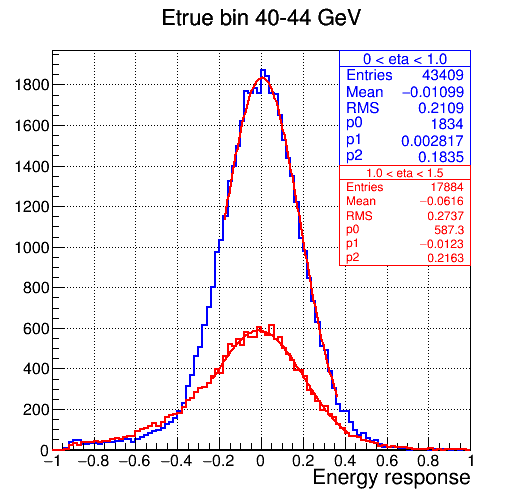 Etrue bin 40-44 GeV
0 < eta < 1.0
Entries 43409
Mean −0.01099
RMS 0.2109
p0 1834
p1 0.002817
p2 0.1835
1.0 < eta < 1.5
Entries 17884
Mean −0.0616
RMS 0.2737
p0 587.3
p1 −0.0123
p2 0.2163
1800
1600
1400
1200
1000
800
600
400
200
0
−1 −0.8 −0.6 −0.4 −0.2 0 0.2 0.4 0.6 0.8 1
Energy response